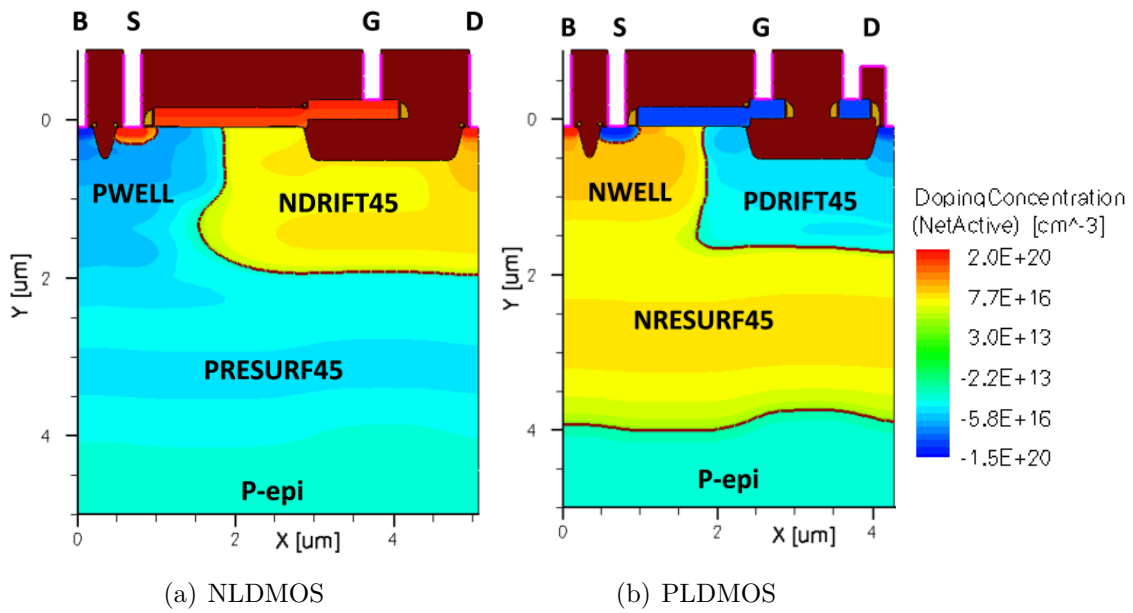 B S G D
B S G D
0
2
4
Y [um]
PWELL
NDRIFT45
PRESURF45
P-epi
0 2 4
X [um]
0
2
4
Y [um]
NWELL
PDRIFT45
NRESURF45
P-epi
0 2 4
X [um]
DopingConcentration
(NetActive) [cm^-3]
2.0E+20
7.7E+16
3.0E+13
-2.2E+13
-5.8E+16
-1.5E+20
(a) NLDMOS
(b) PLDMOS